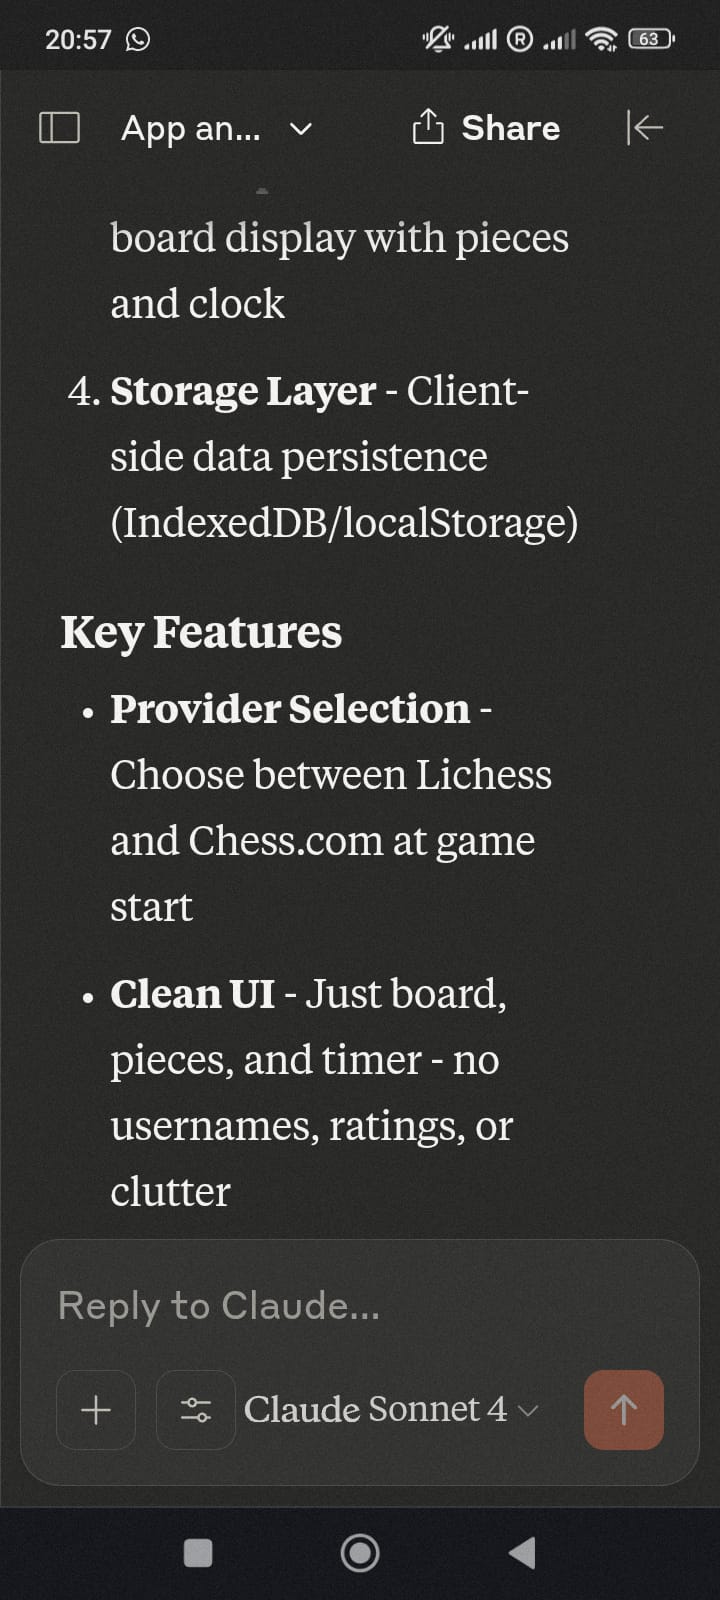 20:57
R
63
App an...
Share
board display with pieces
and clock
4. Storage Layer - Client-
side data persistence
(IndexedDB/localStorage)
Key Features
• Provider Selection -
Choose between Lichess
and Chess.com at game
start
• Clean UI - Just board,
pieces, and timer - no
usernames, ratings, or
clutter
Reply to Claude...
Claude Sonnet 4